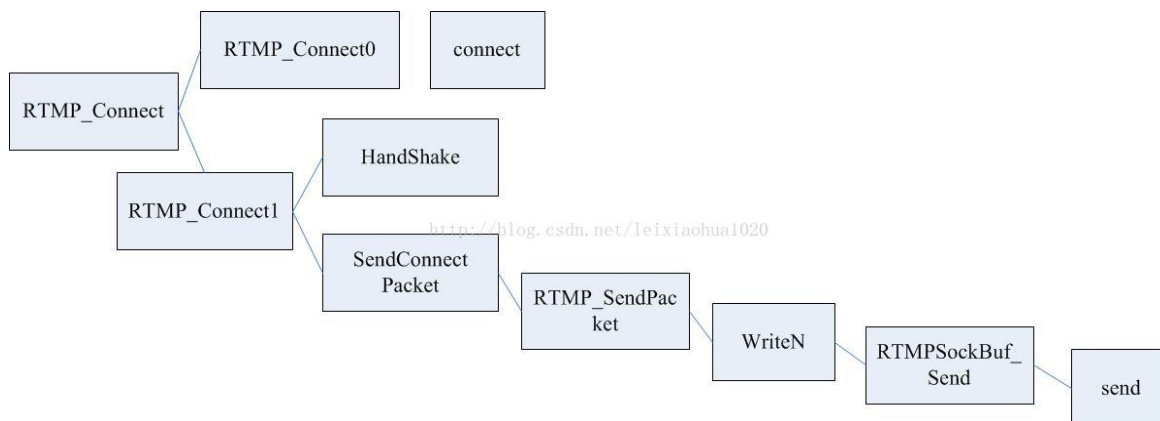 RTMP_Connect0
connect
RTMP_Connect
HandShake
RTMP_Connect1
http://blog.csdn.net/leixiaohua1020
SendConnect
Packet
RTMP_SendPac
ket
WriteN
RTMPSockBuf_
Send
send